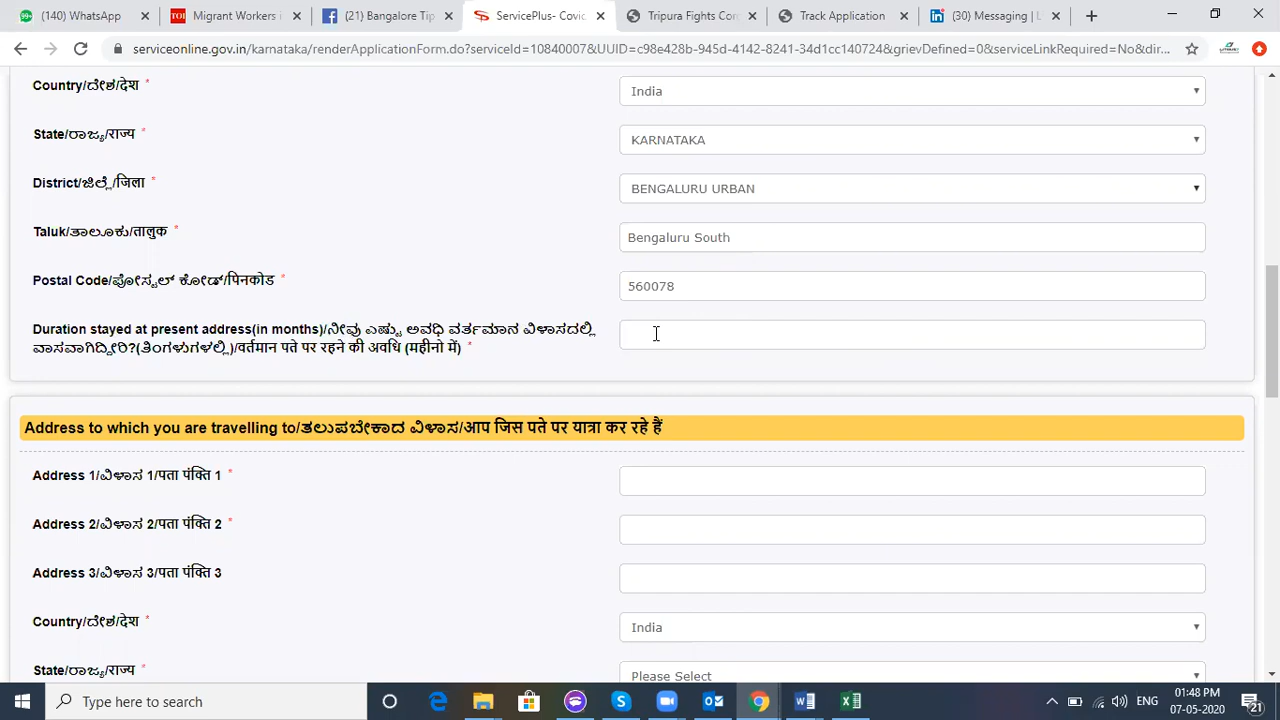 (140) WhatsApp
Migrant Workers i
(21) Bangalore Tip
ServicePlus- Covid
Tripura Fights C
Track Application
(30) Messaging | L
serviceonline.gov.in/karnataka/renderApplicationForm.do?serviceId=10840007&UUID=c98e428b-945d-4142-8241-34d1cc140724&grievDefined=0&serviceLinkRequired=No&dir...
Country/ದೇಶ/देश * India
State/ರಾಜ್ಯ/राज्य * KARNATAKA
District/ಜಿಲ್ಲೆ/जिला * BENGALURU URBAN
Taluk/ತಾಲೂಕು/तालुक * Bengaluru South
Postal Code/ಪೋಸ್ಟಲ್ ಕೋಡ್/पिनकोड * 560078
Duration stayed at present address(in months)/ನೀವು ಎಷ್ಟು ಅವಧಿ ವರ್ತಮಾನ ವಿಳಾಸದಲ್ಲಿ
ವಾಸವಾಗಿದ್ದೀರಿ?(ತಿಂಗಳುಗಳಲ್ಲಿ)/वर्तमान पते पर रहने की अवधि (महीनो में) *
Address to which you are travelling to/ತಲುಪಬೇಕಾದ ವಿಳಾಸ/आप जिस पते पर यात्रा कर रहे हैं
Address 1/ವಿಳಾಸ 1/पता पंक्ति 1 *
Address 2/ವಿಳಾಸ 2/पता पंक्ति 2 *
Address 3/ವಿಳಾಸ 3/पता पंक्ति 3
Country/ದೇಶ/देश * India
State/ರಾಜ್ಯ/राज्य * Please Select
Type here to search
ENG
01:48 PM
07-05-2020
21